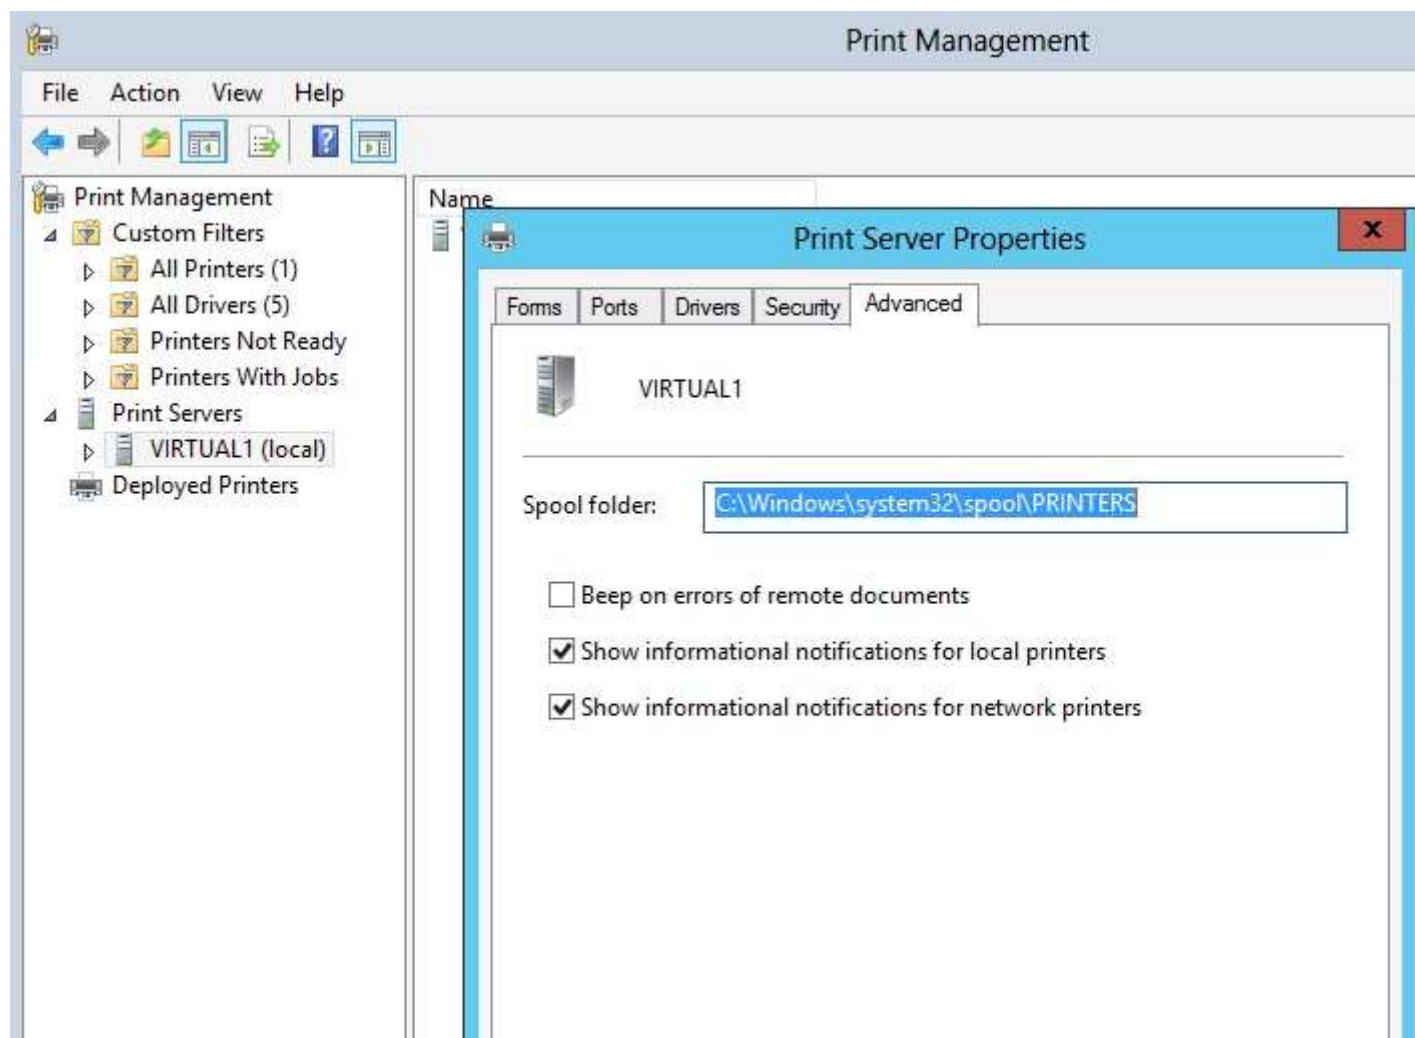 Print Management
File Action View Help
Print Management
Custom Filters
All Printers (1)
All Drivers (5)
Printers Not Ready
Printers With Jobs
Print Servers
VIRTUAL1 (local)
Deployed Printers
Name
Print Server Properties
x
Forms Ports Drivers Security Advanced
VIRTUAL1
Spool folder: C:\Windows\system32\spool\PRINTERS
Beep on errors of remote documents
Show informational notifications for local printers
Show informational notifications for network printers